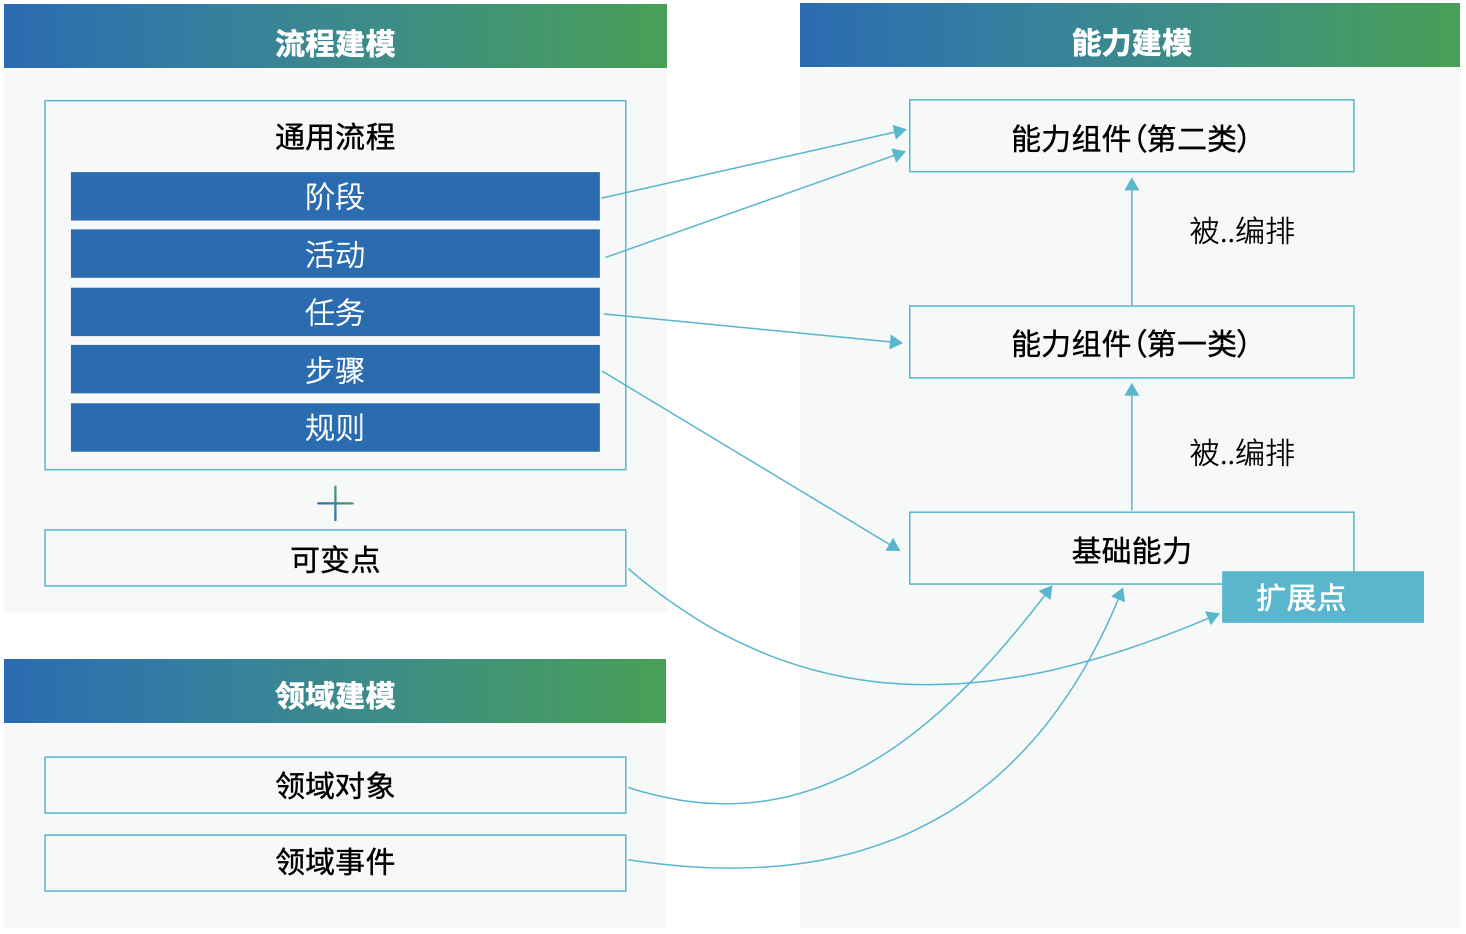 流程建模
通用流程
阶段
活动
任务
步骤
规则
可变点
领域建模
领域对象
领域事件
能力建模
能力组件（第二类）
被..编排
能力组件（第一类）
被..编排
基础能力
扩展点